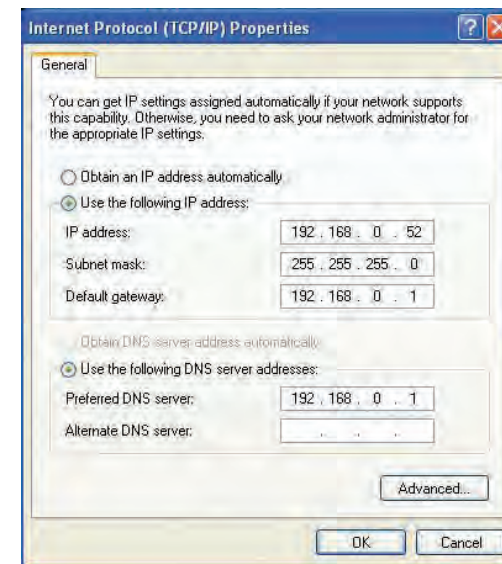 Internet Protocol (TCP/IP) Properties
General
You can get IP settings assigned automatically if your network supports
this capability. Otherwise, you need to ask your network administrator for
the appropriate IP settings.
Obtain an IP address automatically
Use the following IP address:
IP address: 192 . 168 . 0 . 52
Subnet mask: 255 . 255 . 255 . 0
Default gateway: 192 . 168 . 0 . 1
Obtain DNS server address automatically
Use the following DNS server addresses:
Preferred DNS server: 192 . 168 . 0 . 1
Alternate DNS server: . . .
Advanced...
OK Cancel